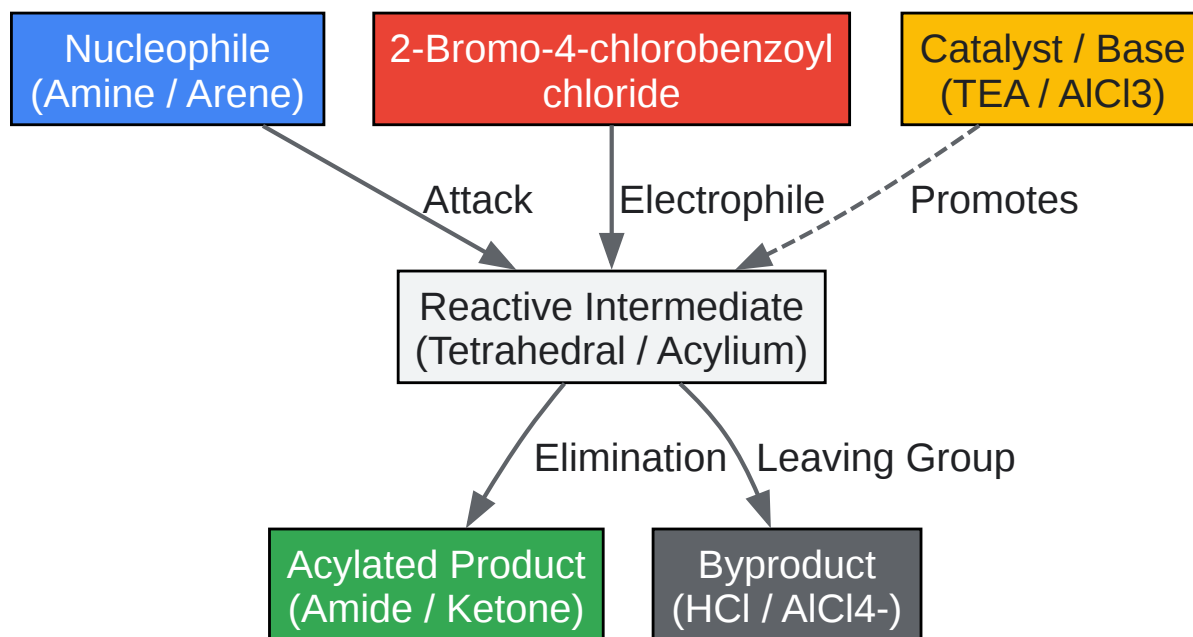 Nucleophile
(Amine / Arene)
2-Bromo-4-chlorobenzoyl
chloride
Catalyst / Base
(TEA / AlCl3)
Attack
Electrophile
Promotes
Reactive Intermediate
(Tetrahedral / Acylium)
Elimination
Leaving Group
Acylated Product
(Amide / Ketone)
Byproduct
(HCl / AlCl4-)